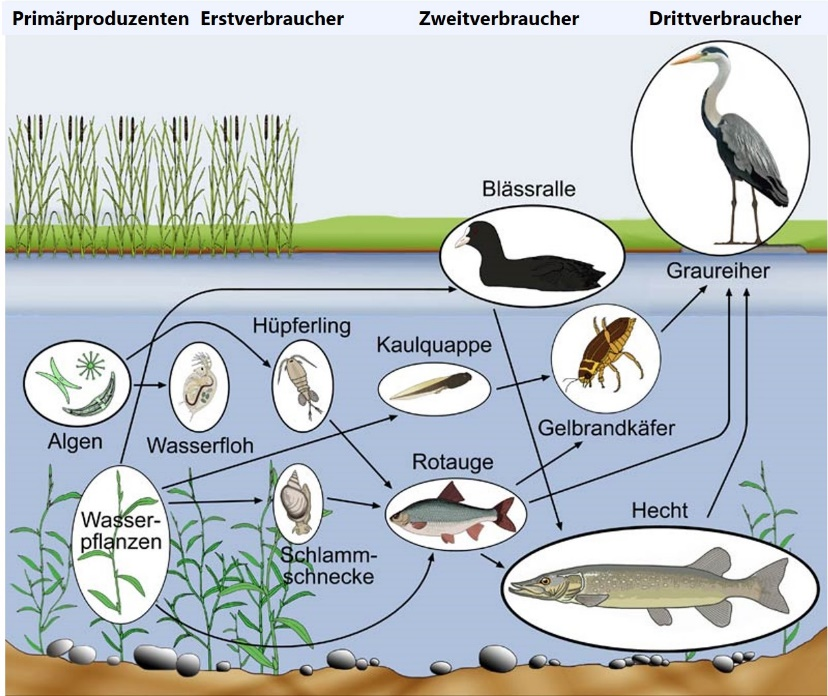 Primärproduzenten Erstverbraucher Zweitverbraucher Drittverbraucher
Blässralle
Graureiher
Hüpferling
Kaulquappe
Algen
Wasserfloh
Gelbrandkäfer
Rotauge
Wasser-
pflanzen
Hecht
Schlamm-
schnecke